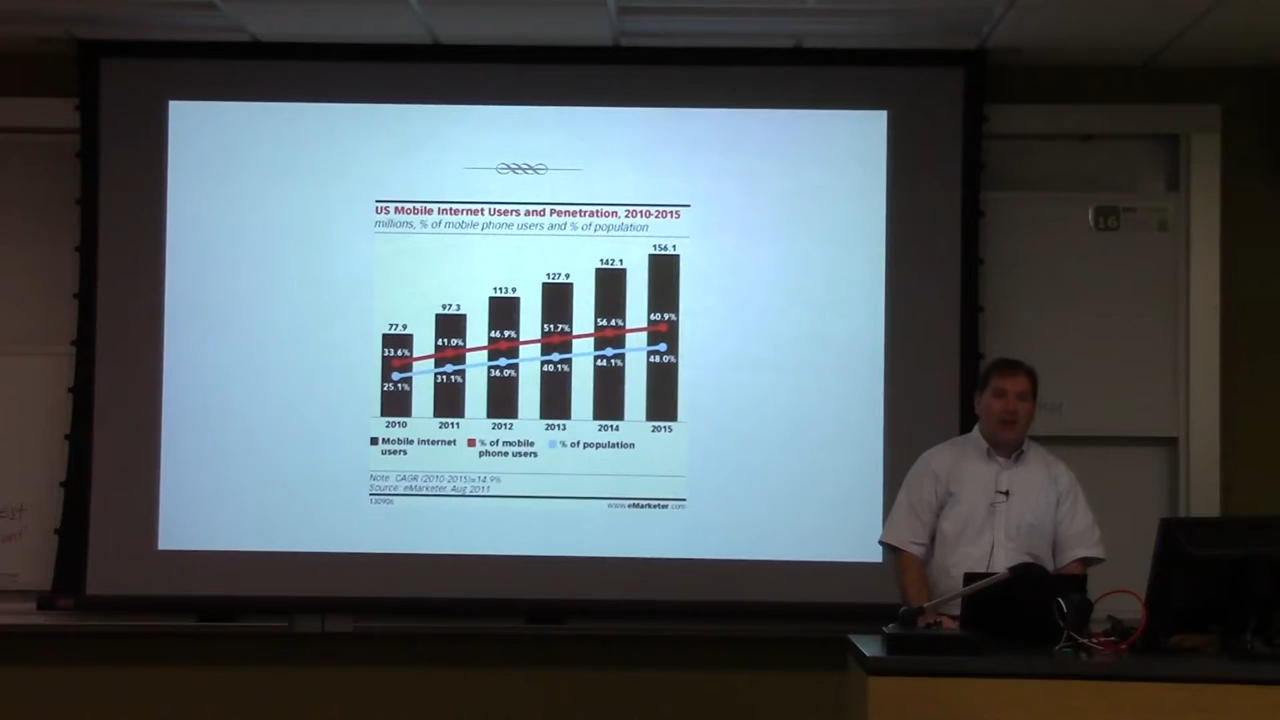 US Mobile Internet Users and Penetration, 2010-2015
millions, % of mobile phone users and % of population
77.9
97.3
113.9
127.9
142.1
156.1
33.6%
41.0%
46.9%
51.7%
56.4%
60.9%
25.1%
31.1%
36.0%
40.1%
44.1%
48.0%
2010 2011 2012 2013 2014 2015
Mobile internet users
% of mobile phone users
% of population
Note: CAGR (2010-2015)=14.9%
Source: eMarketer, Aug 2011
130906
www.eMarketer.com
16